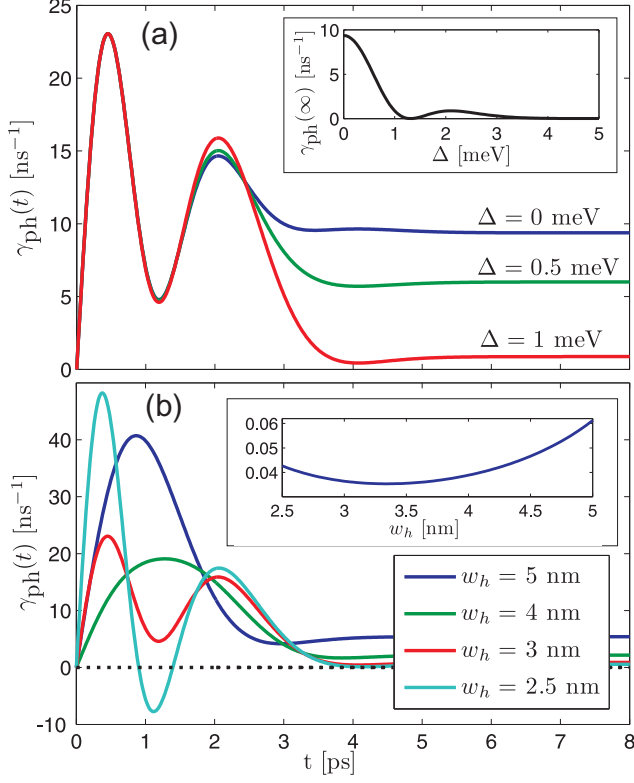 (a)
25
20
15
10
5
0
γph(t) [ns⁻¹]
10
5
0
γph(∞) [ns⁻¹]
0 1 2 3 4 5
Δ [meV]
Δ = 0 meV
Δ = 0.5 meV
Δ = 1 meV
(b)
40
30
20
10
0
-10
γph(t) [ns⁻¹]
0.06
0.05
0.04
2.5 3 3.5 4 4.5 5
wh [nm]
wh = 5 nm
wh = 4 nm
wh = 3 nm
wh = 2.5 nm
0 1 2 3 4 5 6 7 8
t [ps]